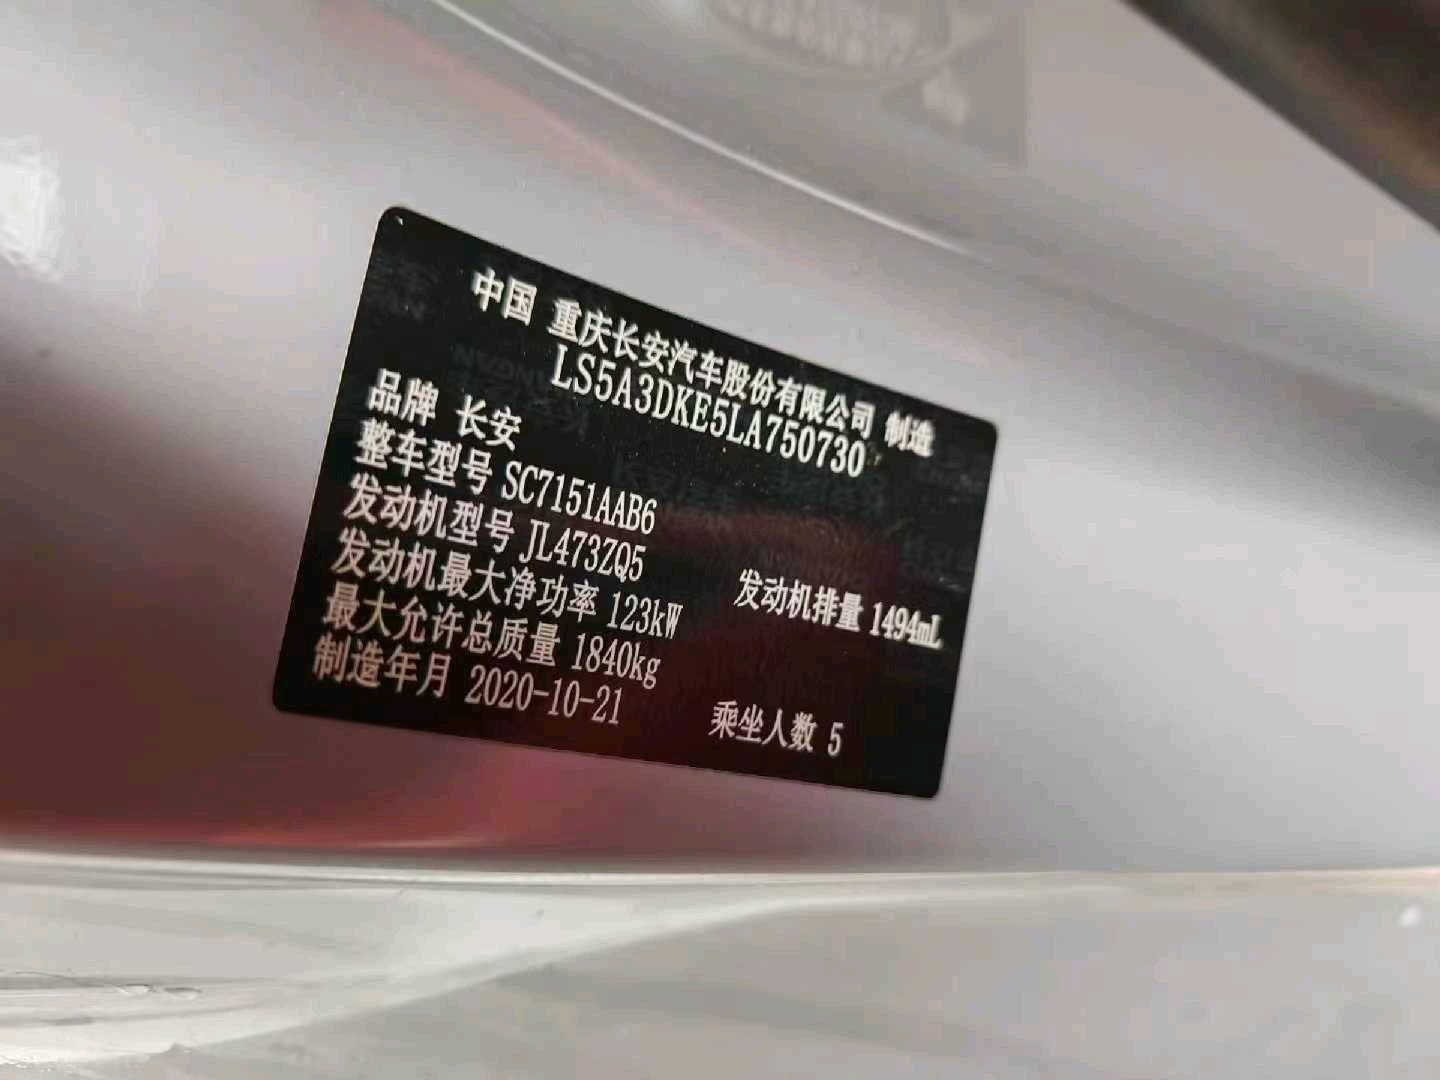 中国 重庆长安汽车股份有限公司 制造
LS5A3DKE5LA750730
品牌 长安
整车型号 SC7151AAB6
发动机型号 JL473ZQ5
发动机最大净功率 123kW 发动机排量 1494mL
最大允许总质量 1840kg
制造年月 2020-10-21 乘坐人数 5